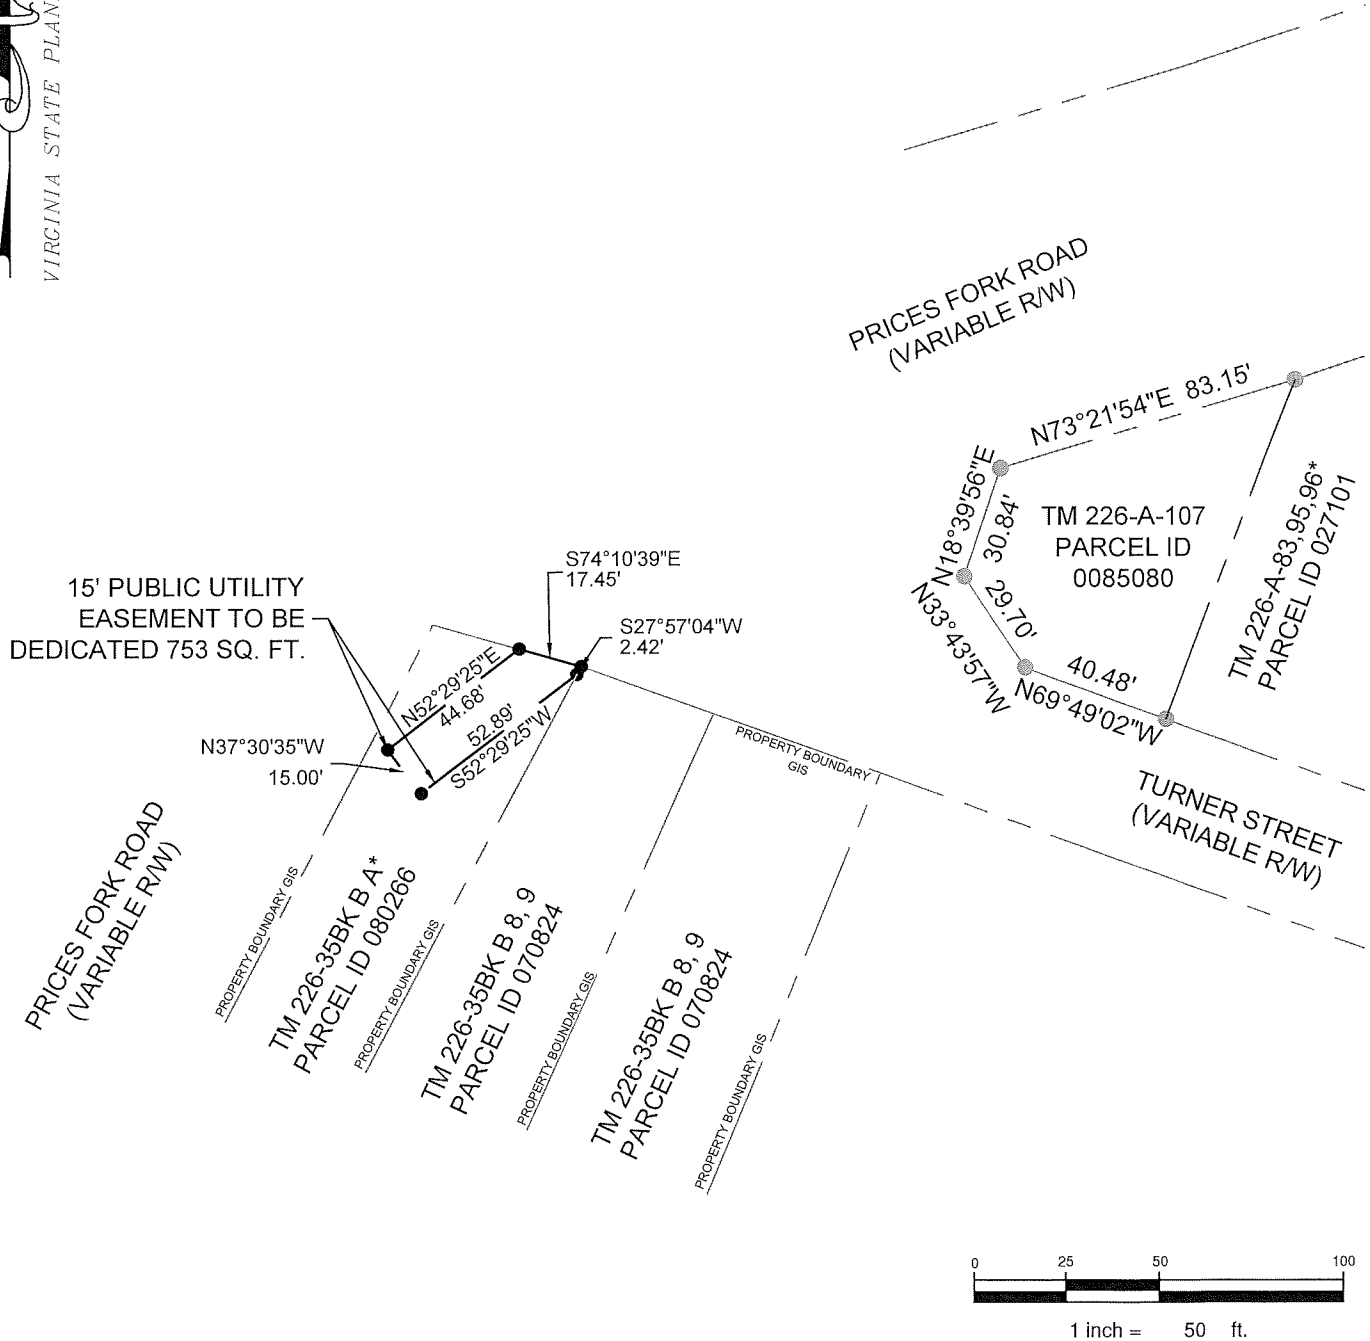 VIRGINIA STATE
PRICES FORK ROAD
(VARIABLE R/W)
N73°21'54"E 83.15'
N18°39'56"E
30.84'
TM 226-A-107
PARCEL ID
0085080
TM 226-A-83,95,96*
PARCEL ID 027101
N33°43'57"W
29.70'
40.48'
N69°49'02"W
S74°10'39"E
17.45'
15' PUBLIC UTILITY
EASEMENT TO BE
DEDICATED 753 SQ. FT.
S27°57'04"W
2.42'
N52°29'25"E
44.68'
52.89'
S52°29'25"W
N37°30'35"W
15.00'
PROPERTY BOUNDARY
GIS
TURNER STREET
(VARIABLE R/W)
PRICES FORK ROAD
(VARIABLE R/W)
PROPERTY BOUNDARY GIS
TM 226-35BK B A*
PARCEL ID 080266
PROPERTY BOUNDARY GIS
TM 226-35BK B 8, 9
PARCEL ID 070824
PROPERTY BOUNDARY GIS
TM 226-35BK B 8, 9
PARCEL ID 070824
PROPERTY BOUNDARY GIS
0 25 50 100
1 inch = 50 ft.